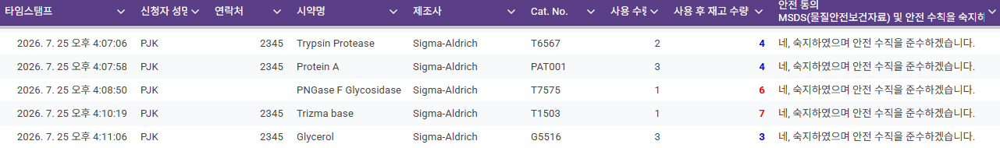 타임스탬프 신청자 성명 연락처 시약명 제조사 Cat. No. 사용 수량 사용 후 재고 수량 안전 동의
MSDS(물질안전보건자료) 및 안전 수칙을 숙지하
2026. 7. 25 오후 4:07:06 PJK 2345 Trypsin Protease Sigma-Aldrich T6567 2 4 네, 숙지하였으며 안전 수칙을 준수하겠습니다.
2026. 7. 25 오후 4:07:58 PJK 2345 Protein A Sigma-Aldrich PAT001 3 4 네, 숙지하였으며 안전 수직을 준수하겠습니다.
2026. 7. 25 오후 4:08:50 PJK PNGase F Glycosidase Sigma-Aldrich T7575 1 6 네, 숙지하였으며 안전 수직을 준수하겠습니다.
2026. 7. 25 오후 4:10:19 PJK 2345 Trizma base Sigma-Aldrich T1503 1 7 네, 숙지하였으며 안전 수직을 준수하겠습니다.
2026. 7. 25 오후 4:11:06 PJK 2345 Glycerol Sigma-Aldrich G5516 3 3 네, 숙지하였으며 안전 수직을 준수하겠습니다.